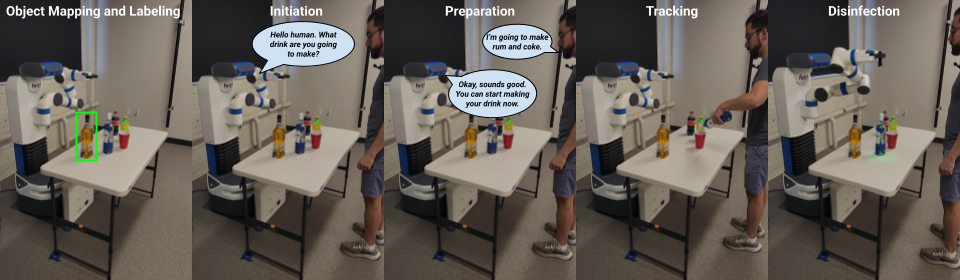 Object Mapping and Labeling
Initiation
Hello human. What
drink are you going
to make?
Preparation
I'm going to make
rum and coke.
Okay, sounds good.
You can start making
your drink now.
Tracking
Disinfection